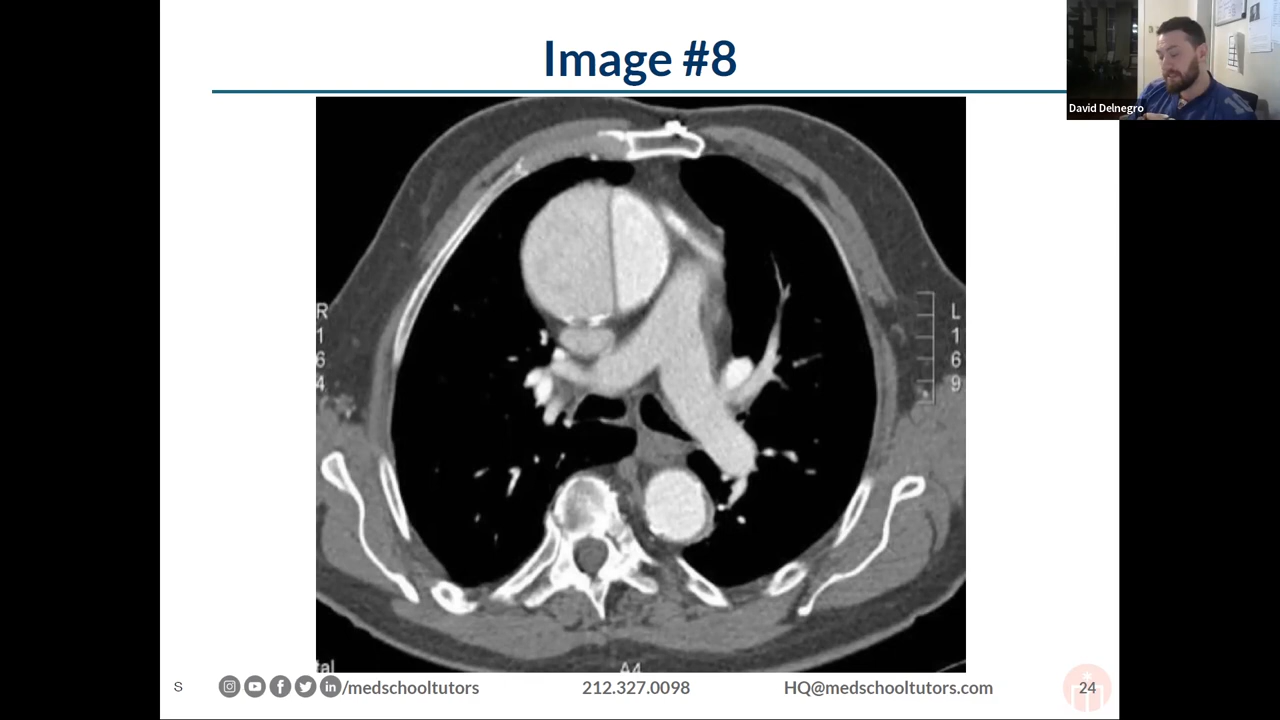 Image #8
David Delnegro
R
1
6
4
L
1
6
9
tal
A4
S
/medschooltutors
212.327.0098
HQ@medschooltutors.com
24